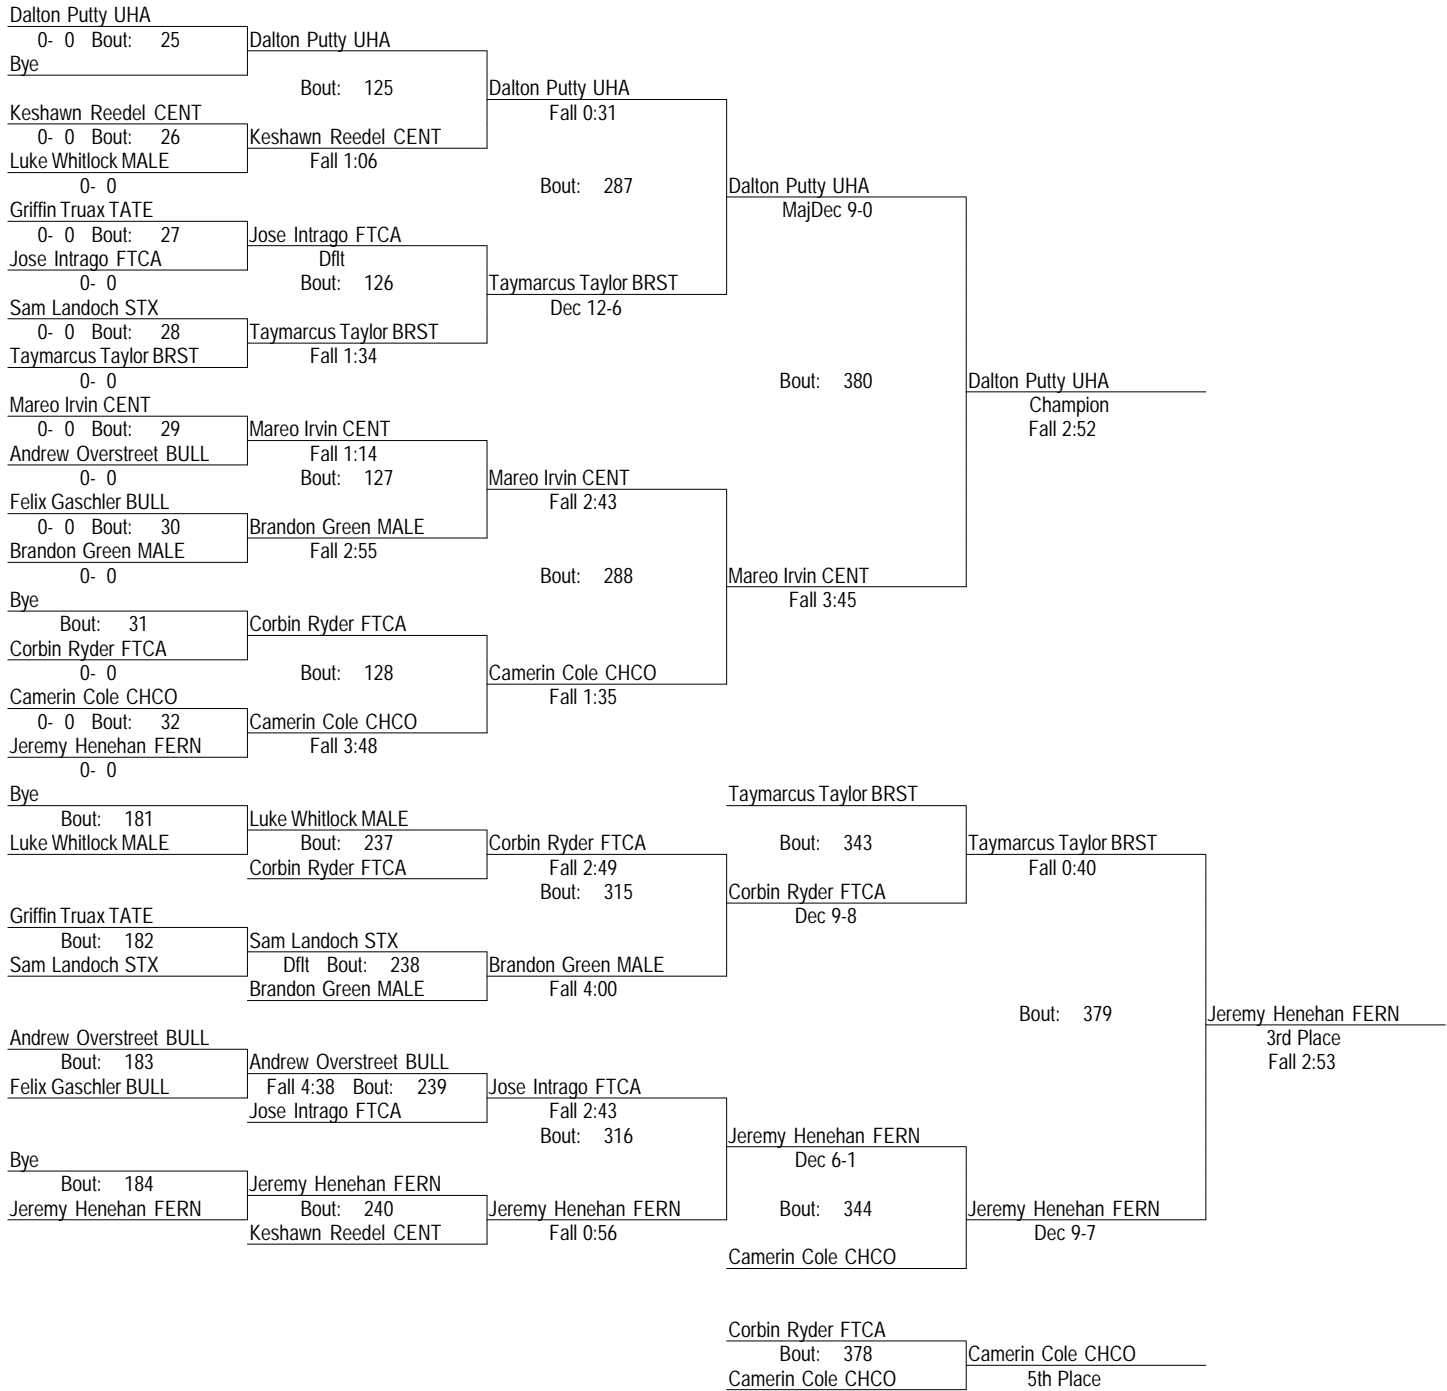 Dalton Putty UHA
0- 0 Bout: 25
Dalton Putty UHA
Bye
Bout: 125
Dalton Putty UHA
Keshawn Reedel CENT
Fall 0:31
0- 0 Bout: 26
Keshawn Reedel CENT
Luke Whitlock MALE
Fall 1:06
0- 0
Bout: 287
Dalton Putty UHA
Griffin Truax TATE
MajDec 9-0
0- 0 Bout: 27
Jose Intrago FTCA
Jose Intrago FTCA
Dflt
0- 0
Bout: 126
Taymarcus Taylor BRST
Sam Landoch STX
Dec 12-6
0- 0 Bout: 28
Taymarcus Taylor BRST
Taymarcus Taylor BRST
Fall 1:34
0- 0
Bout: 380
Dalton Putty UHA
Mareo Irvin CENT
Champion
0- 0 Bout: 29
Mareo Irvin CENT
Fall 2:52
Andrew Overstreet BULL
Fall 1:14
0- 0
Bout: 127
Mareo Irvin CENT
Felix Gaschler BULL
Fall 2:43
0- 0 Bout: 30
Brandon Green MALE
Brandon Green MALE
Fall 2:55
0- 0
Bout: 288
Mareo Irvin CENT
Bye
Fall 3:45
Bout: 31
Corbin Ryder FTCA
Corbin Ryder FTCA
0- 0
Bout: 128
Camerin Cole CHCO
Camerin Cole CHCO
Fall 1:35
0- 0 Bout: 32
Camerin Cole CHCO
Jeremy Henehan FERN
Fall 3:48
0- 0
Bye
Taymarcus Taylor BRST
Bout: 181
Luke Whitlock MALE
Luke Whitlock MALE
Bout: 237
Corbin Ryder FTCA
Bout: 343
Taymarcus Taylor BRST
Corbin Ryder FTCA
Fall 2:49
Fall 0:40
Bout: 315
Corbin Ryder FTCA
Griffin Truax TATE
Dec 9-8
Bout: 182
Sam Landoch STX
Sam Landoch STX
Dflt Bout: 238
Brandon Green MALE
Brandon Green MALE
Fall 4:00
Bout: 379
Jeremy Henehan FERN
Andrew Overstreet BULL
3rd Place
Bout: 183
Andrew Overstreet BULL
Fall 2:53
Felix Gaschler BULL
Fall 4:38 Bout: 239
Jose Intrago FTCA
Jose Intrago FTCA
Fall 2:43
Bout: 316
Jeremy Henehan FERN
Bye
Dec 6-1
Bout: 184
Jeremy Henehan FERN
Jeremy Henehan FERN
Bout: 240
Jeremy Henehan FERN
Bout: 344
Jeremy Henehan FERN
Keshawn Reedel CENT
Fall 0:56
Dec 9-7
Camerin Cole CHCO
Corbin Ryder FTCA
Bout: 378
Camerin Cole CHCO
Camerin Cole CHCO
5th Place